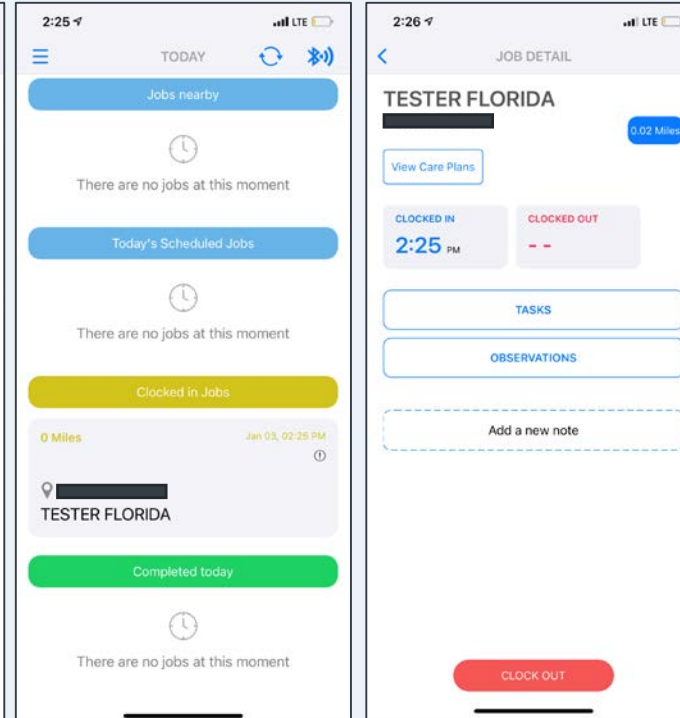 2:25
LTE
TODAY
Jobs nearby
There are no jobs at this moment
Today's Scheduled Jobs
There are no jobs at this moment
Clocked in Jobs
0 Miles
Jan 03, 02:25 PM
TESTER FLORIDA
Completed today
There are no jobs at this moment
2:26
LTE
JOB DETAIL
TESTER FLORIDA
0.02 Miles
View Care Plans
CLOCKED IN
2:25 PM
CLOCKED OUT
- -
TASKS
OBSERVATIONS
Add a new note
CLOCK OUT